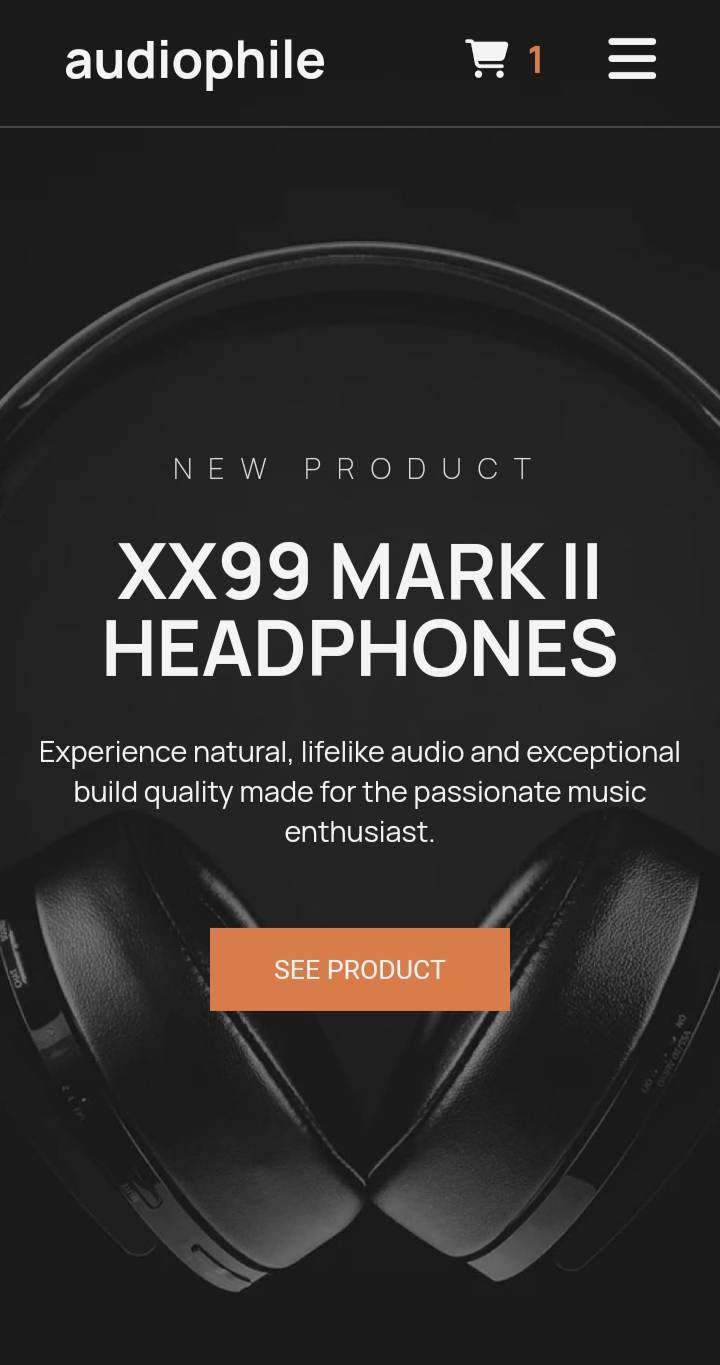 audiophile
1
NEW PRODUCT
XX99 MARK II
HEADPHONES
Experience natural, lifelike audio and exceptional
build quality made for the passionate music
enthusiast.
SEE PRODUCT